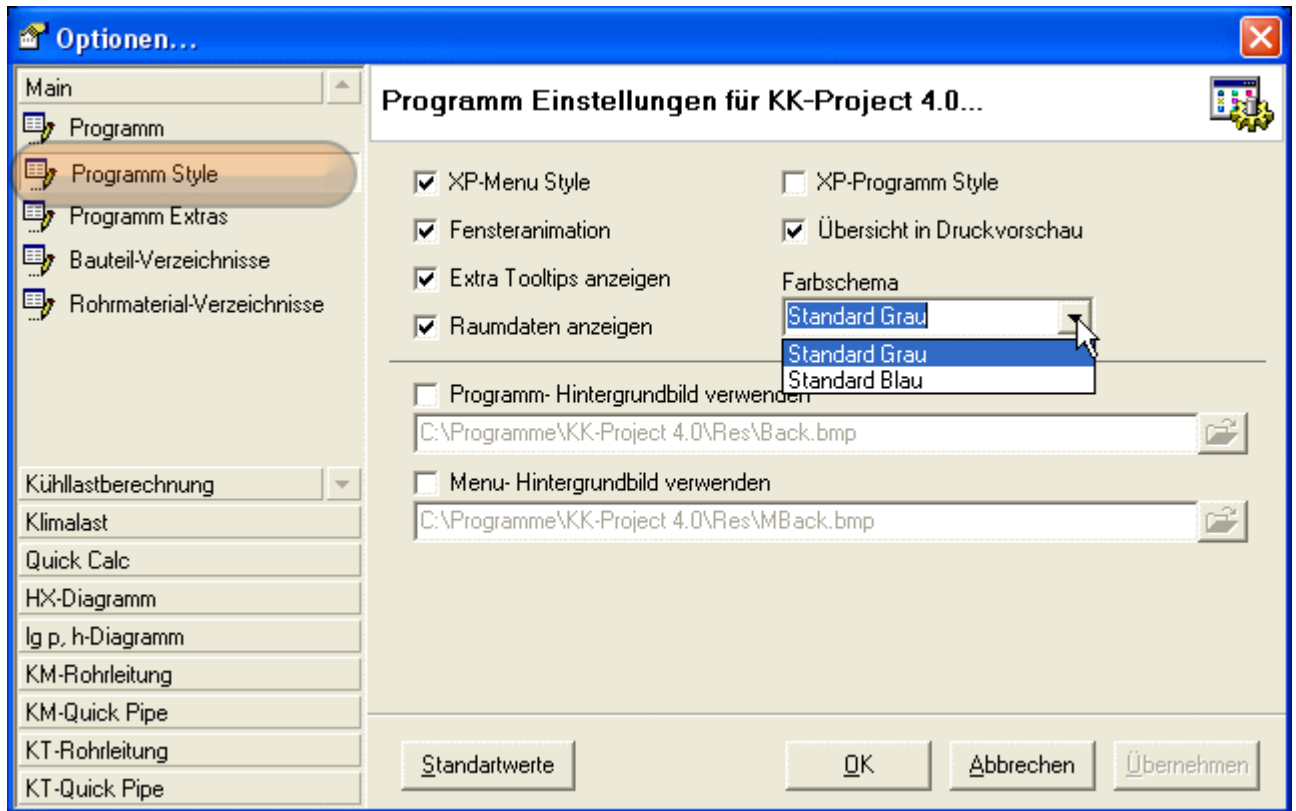 Optionen...
Main
Programm
Programm Style
Programm Extras
Bauteil-Verzeichnisse
Rohrmaterial-Verzeichnisse
Kühllastberechnung
Klimalast
Quick Calc
HX-Diagramm
lg p, h-Diagramm
KM-Rohrleitung
KM-Quick Pipe
KT-Rohrleitung
KT-Quick Pipe
Programm Einstellungen für KK-Project 4.0...
XP-Menu Style
XP-Programm Style
Fensteranimation
Übersicht in Druckvorschau
Extra Tooltips anzeigen
Farbschema
Raumdaten anzeigen
Standard Grau
Standard Grau
Standard Blau
Programm- Hintergrundbild verwenden
C:\Programme\KK-Project 4.0\Res\Back.bmp
Menu- Hintergrundbild verwenden
C:\Programme\KK-Project 4.0\Res\MBack.bmp
Standartwerte
OK
Abbrechen
Übernehmen